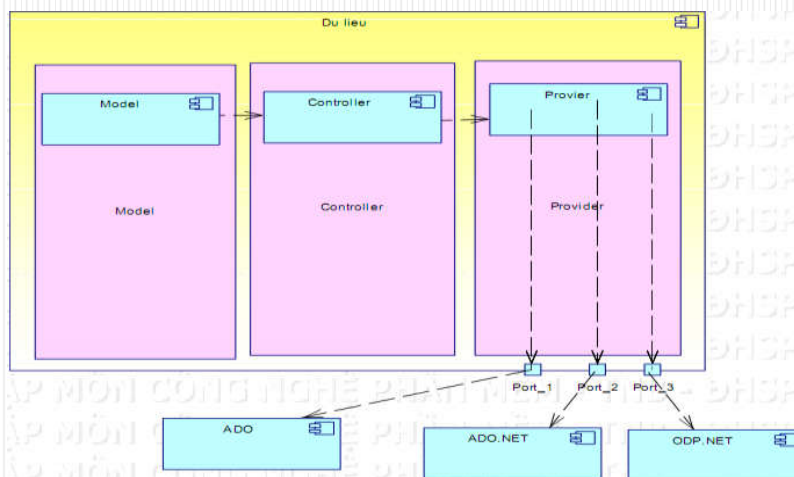 Du lieu
Model
Controller
Provier
Model
Controller
Provider
Port_1
Port_2
Port_3
ADO
ADO.NET
ODP.NET